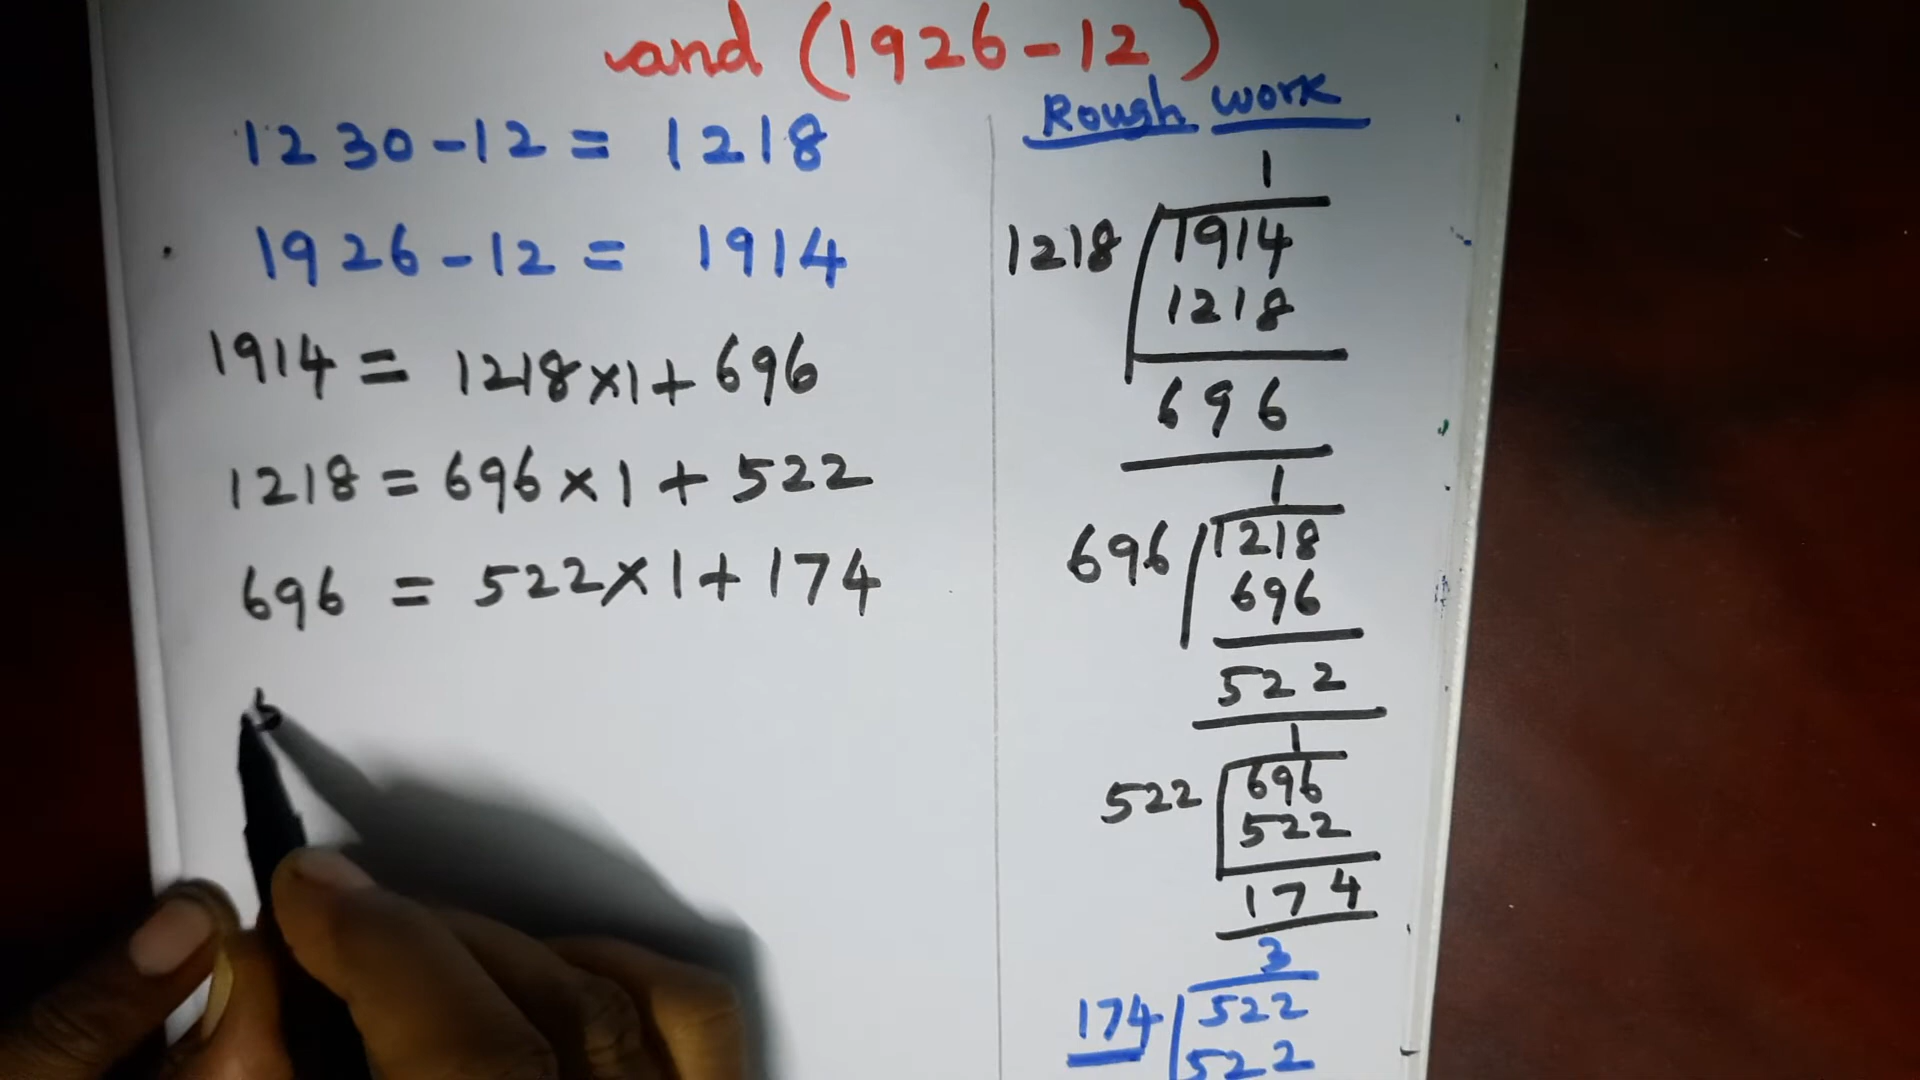 and (1926-12)
1230-12 = 1218
1926-12 = 1914
1914 = 1218×1+696
1218 = 696×1+522
696 = 522×1+174
Rough work
1
1218 1914
1218
696
1
696 1218
696
522
1
522 696
522
174
3
174 522
522